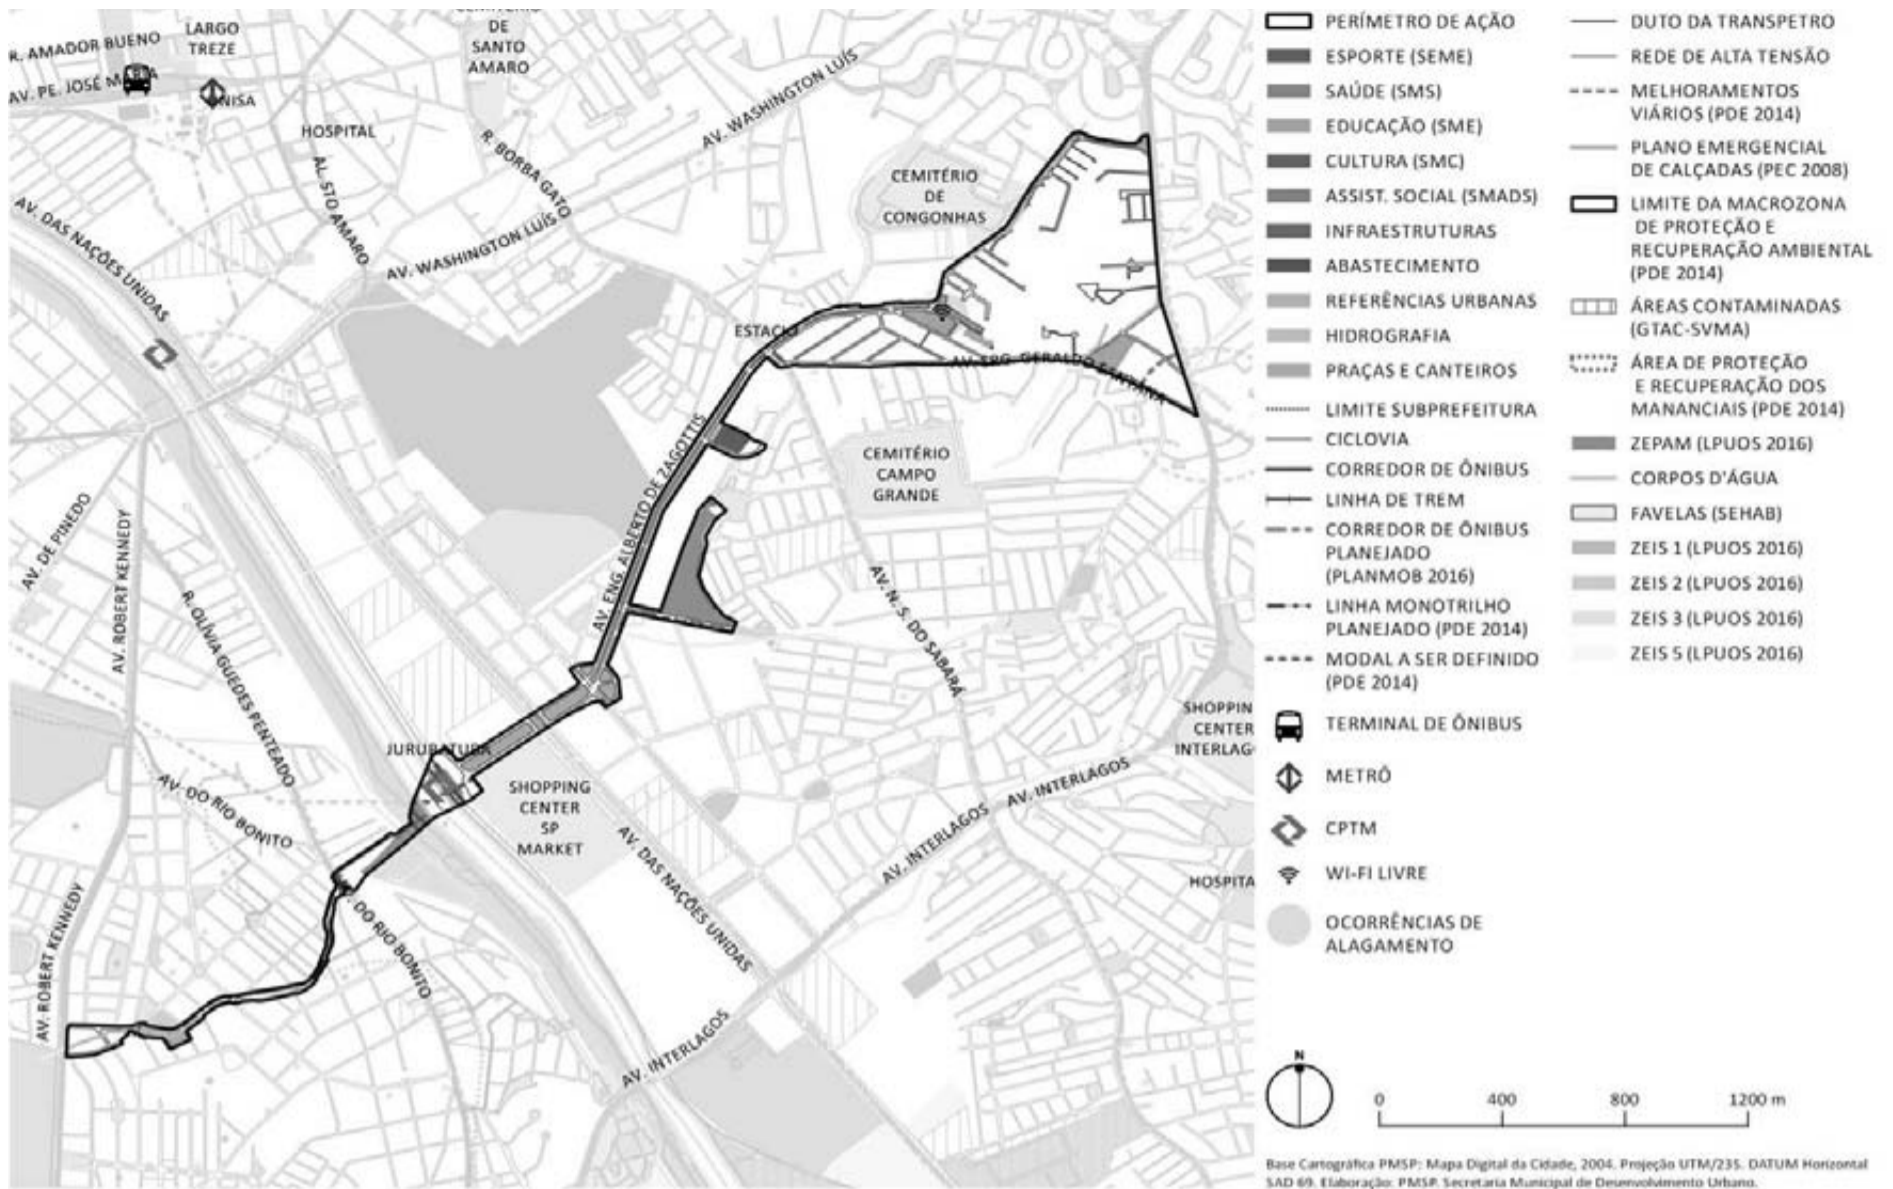 DE
SANTO
AMARO
LARGO
TREZE
R. AMADOR BUENO
AV. PE. JOSÉ MARIA
UNISA
HOSPITAL
AV. WASHINGTON LUÍS
R. BORBA GATO
AL. STO AMARO
AV. DAS NAÇÕES UNIDAS
AV. WASHINGTON LUÍS
CEMITÉRIO
DE
CONGONHAS
ESTACIO
AV. SRG. GERALDO SANTANA
AV. ENG. ALBERTO DE ZAGOTTIS
CEMITÉRIO
CAMPO
GRANDE
AV. DE PINEDO
AV. ROBERT KENNEDY
R. OLÍVIA GUEDES PENTEADO
AV. N. S. DO SABARÁ
SHOPPIN
CENTER
INTERLAG
JURUBATUBA
SHOPPING
CENTER
SP
MARKET
AV. DO RIO BONITO
AV. INTERLAGOS
AV. INTERLAGOS
AV. DAS NAÇÕES UNIDAS
HOSPITA
DO RIO BONITO
AV. ROBERT KENNEDY
AV. INTERLAGOS
PERÍMETRO DE AÇÃO
ESPORTE (SEME)
SAÚDE (SMS)
EDUCAÇÃO (SME)
CULTURA (SMC)
ASSIST. SOCIAL (SMADS)
INFRAESTRUTURAS
ABASTECIMENTO
REFERÊNCIAS URBANAS
HIDROGRAFIA
PRAÇAS E CANTEIROS
LIMITE SUBPREFEITURA
CICLOVIA
CORREDOR DE ÔNIBUS
LINHA DE TREM
CORREDOR DE ÔNIBUS
PLANEJADO
(PLANMOB 2016)
LINHA MONOTRILHO
PLANEJADO (PDE 2014)
MODAL A SER DEFINIDO
(PDE 2014)
TERMINAL DE ÔNIBUS
METRÔ
CPTM
WI-FI LIVRE
OCORRÊNCIAS DE
ALAGAMENTO
DUTO DA TRANSPETRO
REDE DE ALTA TENSÃO
MELHORAMENTOS
VIÁRIOS (PDE 2014)
PLANO EMERGENCIAL
DE CALÇADAS (PEC 2008)
LIMITE DA MACROZONA
DE PROTEÇÃO E
RECUPERAÇÃO AMBIENTAL
(PDE 2014)
ÁREAS CONTAMINADAS
(GTAC-SVMA)
ÁREA DE PROTEÇÃO
E RECUPERAÇÃO DOS
MANANCIAIS (PDE 2014)
ZEPAM (LPUOS 2016)
CORPOS D'ÁGUA
FAVELAS (SEHAB)
ZEIS 1 (LPUOS 2016)
ZEIS 2 (LPUOS 2016)
ZEIS 3 (LPUOS 2016)
ZEIS 5 (LPUOS 2016)
N
0 400 800 1200 m
Base Cartográfica PMSP: Mapa Digital da Cidade, 2004. Projeção UTM/23S. DATUM Horizontal
SAD 69. Elaboração: PMSP. Secretaria Municipal de Desenvolvimento Urbano.